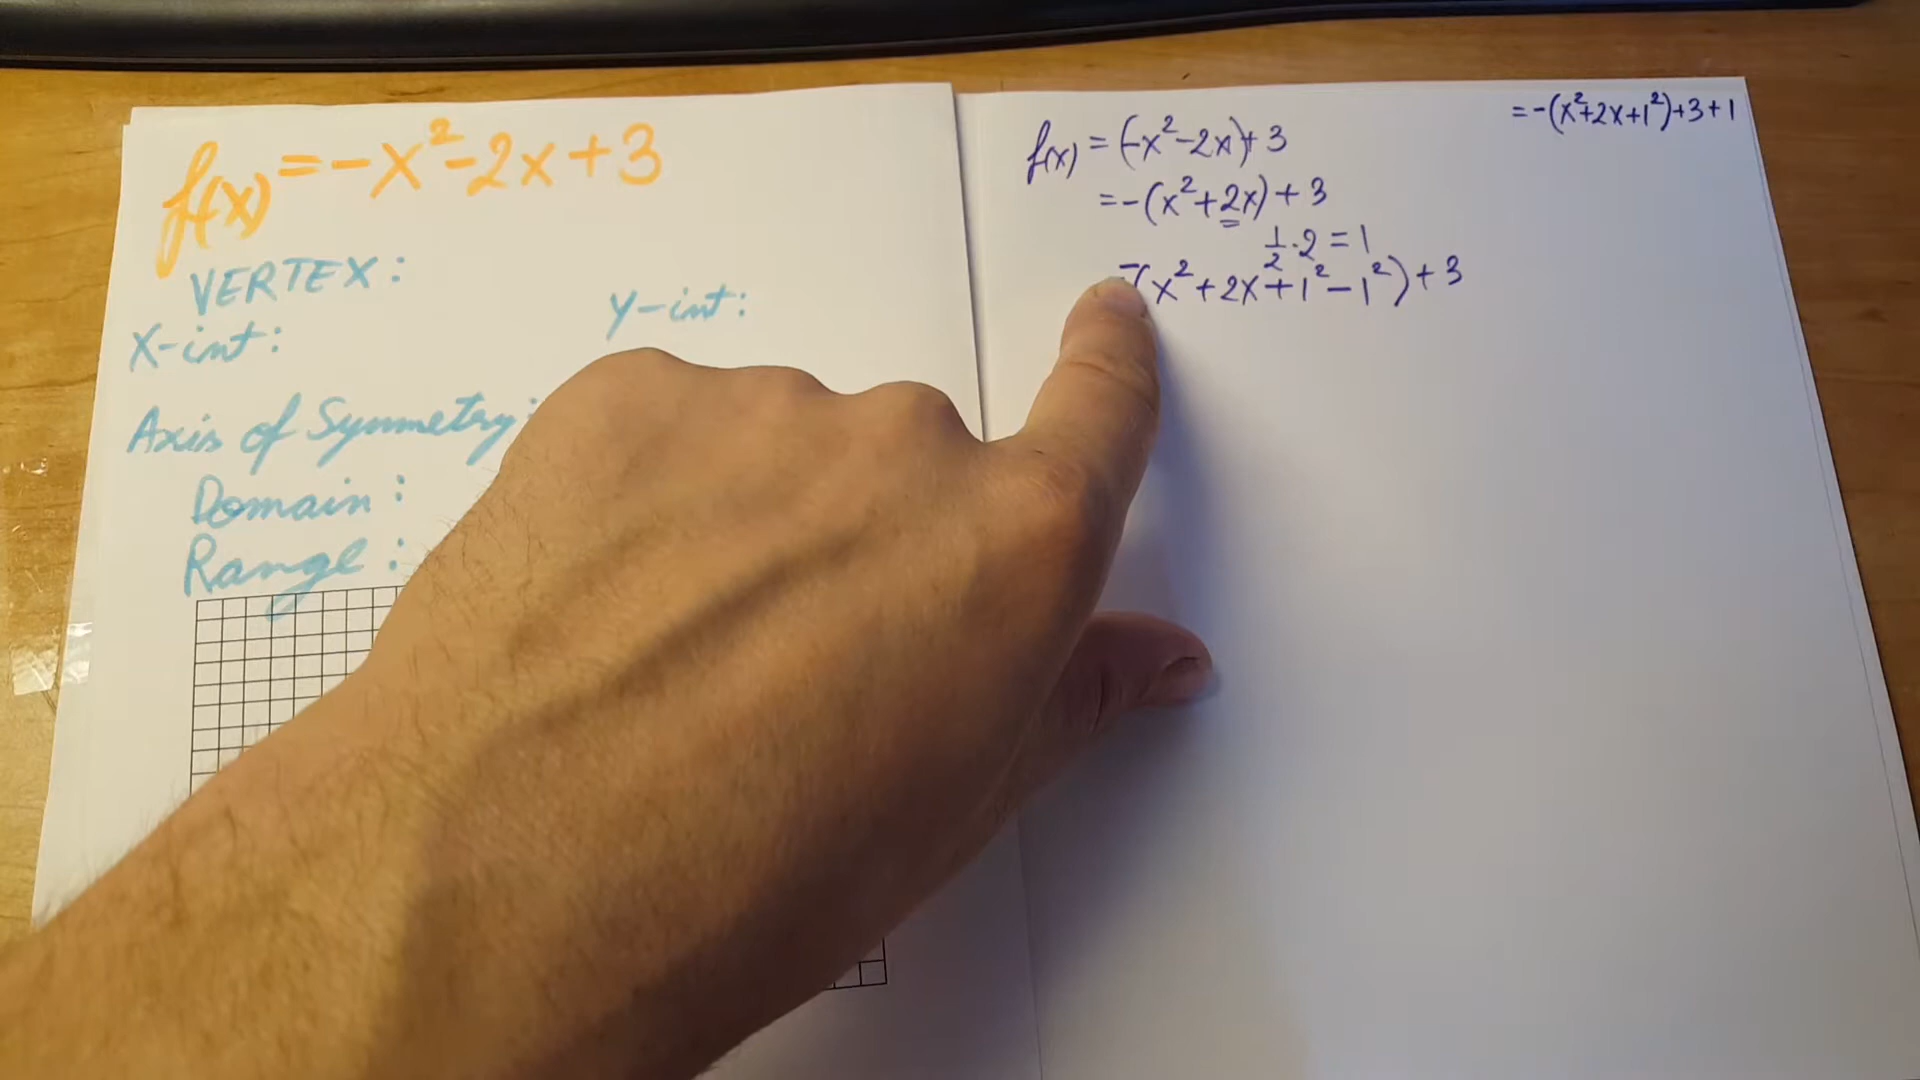 f(x) = -x² - 2x + 3
VERTEX:
X-int:
Y-int:
Axis of Symmetry:
Domain:
Range:
f(x) = (-x² - 2x) + 3
= -(x² + 2x) + 3
1/2 · 2 = 1
-(x² + 2x + 1² - 1²) + 3
= -(x² + 2x + 1²) + 3 + 1